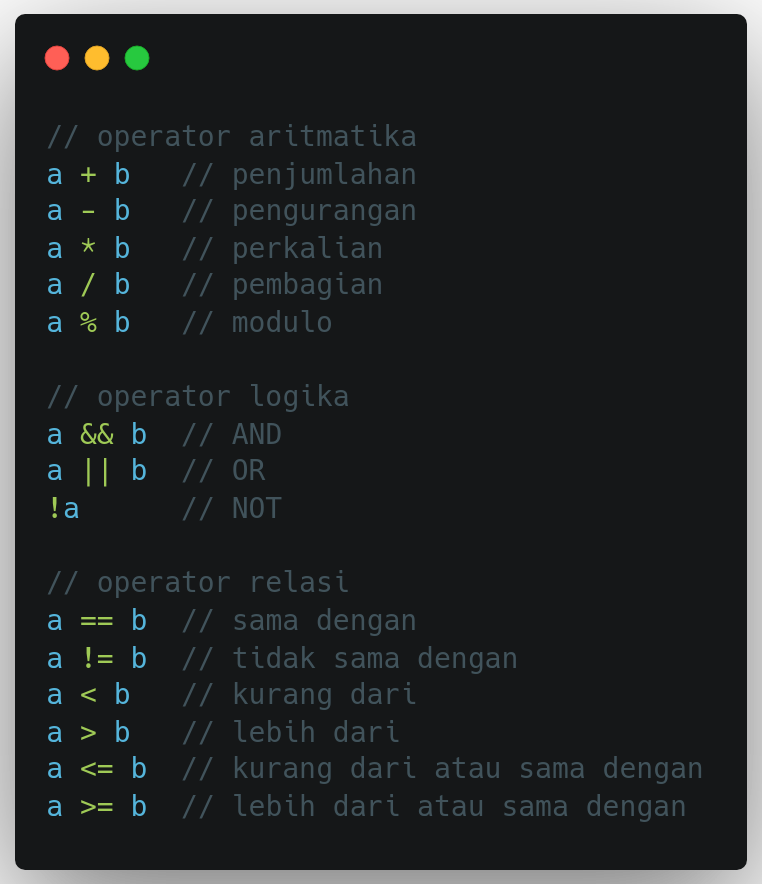 // operator aritmatika
a + b   // penjumlahan
a - b   // pengurangan
a * b   // perkalian
a / b   // pembagian
a % b   // modulo

// operator logika
a && b  // AND
a || b  // OR
!a      // NOT

// operator relasi
a == b  // sama dengan
a != b  // tidak sama dengan
a < b   // kurang dari
a > b   // lebih dari
a <= b  // kurang dari atau sama dengan
a >= b  // lebih dari atau sama dengan